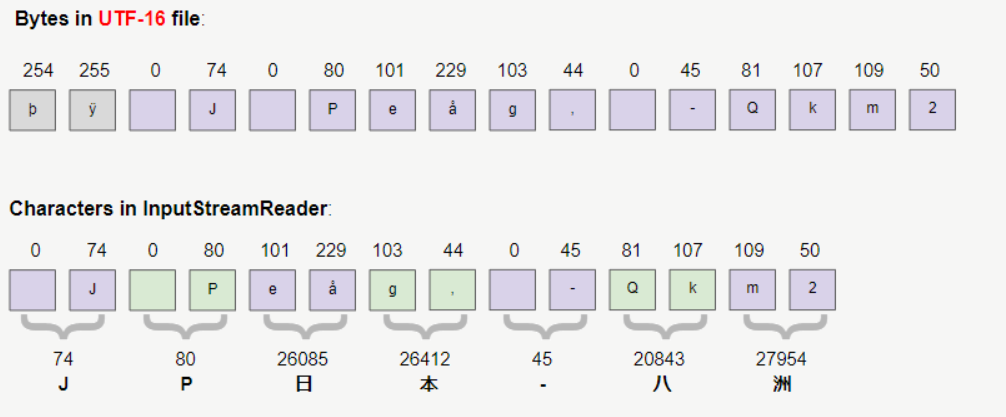 Bytes in UTF-16 file:
254 255 0 74 0 80 101 229 103 44 0 45 81 107 109 50
þ ÿ J P e å g , - Q k m 2
Characters in InputStreamReader:
0 74 0 80 101 229 103 44 0 45 81 107 109 50
J P e å g , - Q k m 2
74 80 26085 26412 45 20843 27954
J P 日 本 - 八 洲